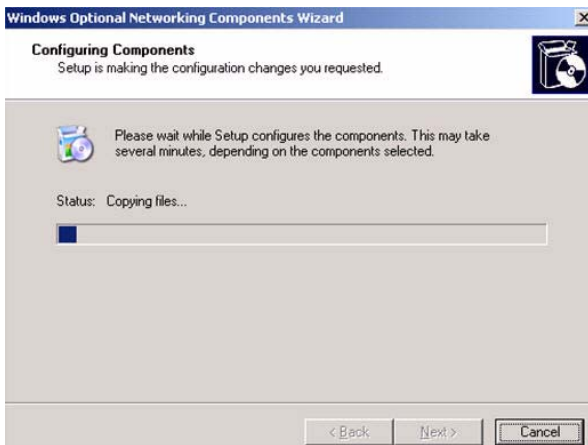 Windows Optional Networking Components Wizard
Configuring Components
Setup is making the configuration changes you requested.
Please wait while Setup configures the components. This may take
several minutes, depending on the components selected.
Status: Copying files...
< Back Next > Cancel